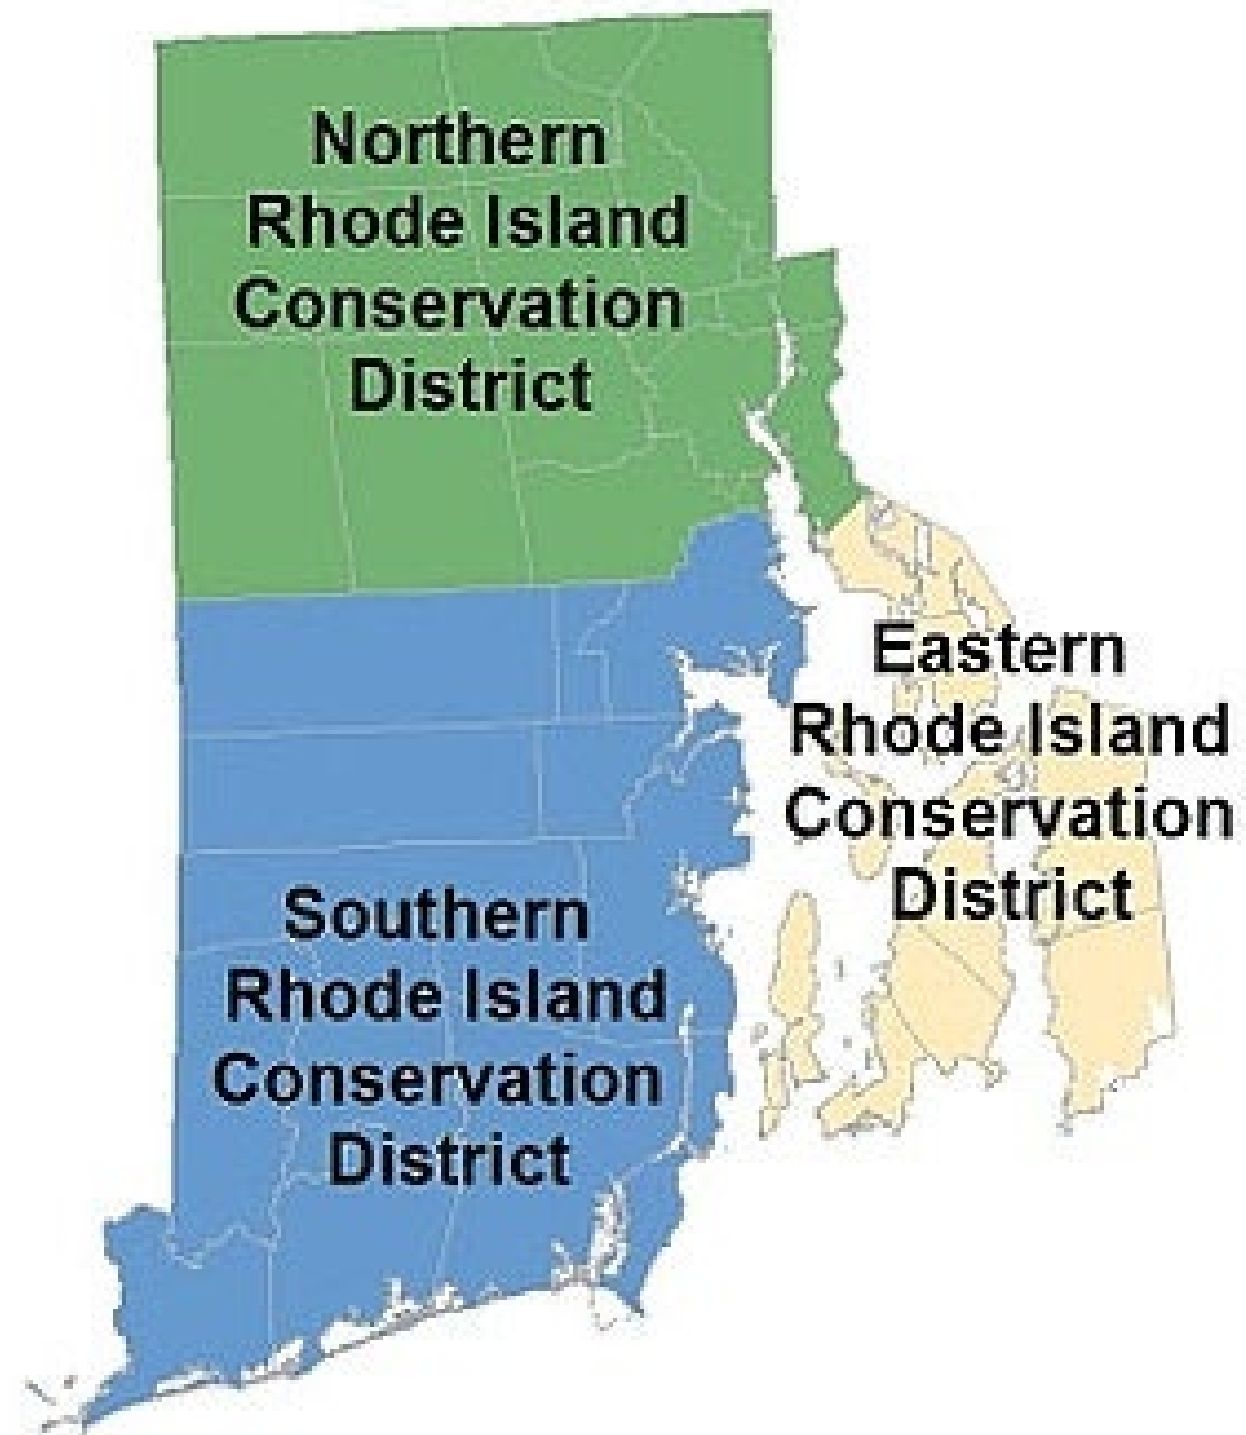 Northern
Rhode Island
Conservation
District
Eastern
Rhode Island
Conservation
District
Southern
Rhode Island
Conservation
District